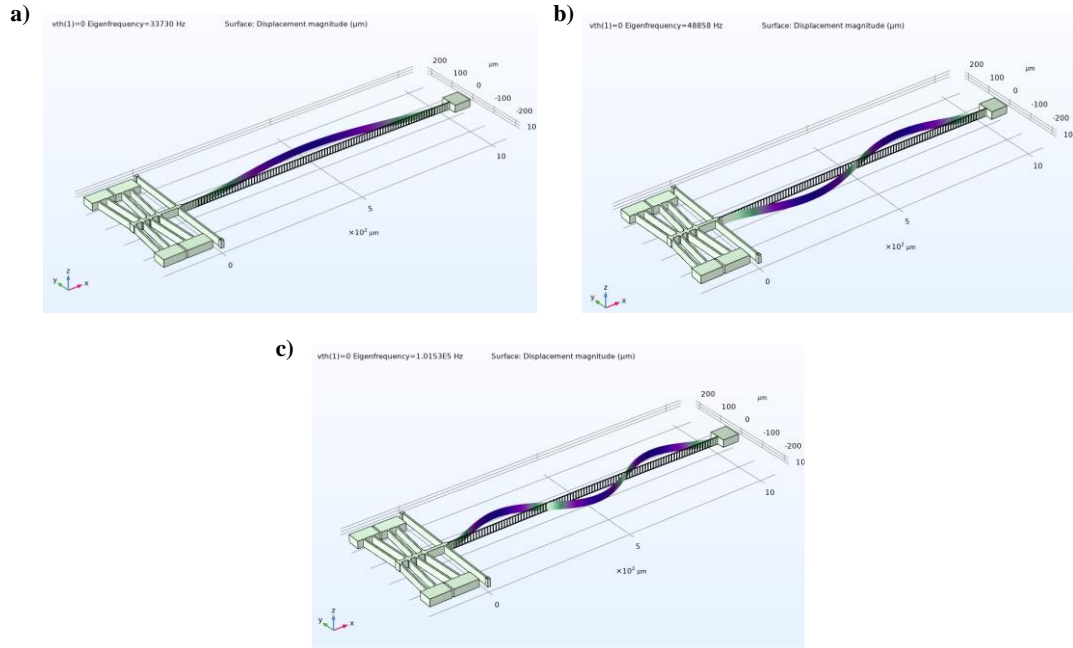 a)
vth(1)=0 Eigenfrequency=33730 Hz Surface: Displacement magnitude (µm)
200
µm
100
0
-100
-200
10
10
5
×10² µm
0
z
y
x
b)
vth(1)=0 Eigenfrequency=48858 Hz Surface: Displacement magnitude (µm)
200
µm
100
0
-100
-200
10
10
5
×10² µm
0
z
y
x
c)
vth(1)=0 Eigenfrequency=1.0153E5 Hz Surface: Displacement magnitude (µm)
200
µm
100
0
-100
-200
10
10
5
×10² µm
0
z
y
x